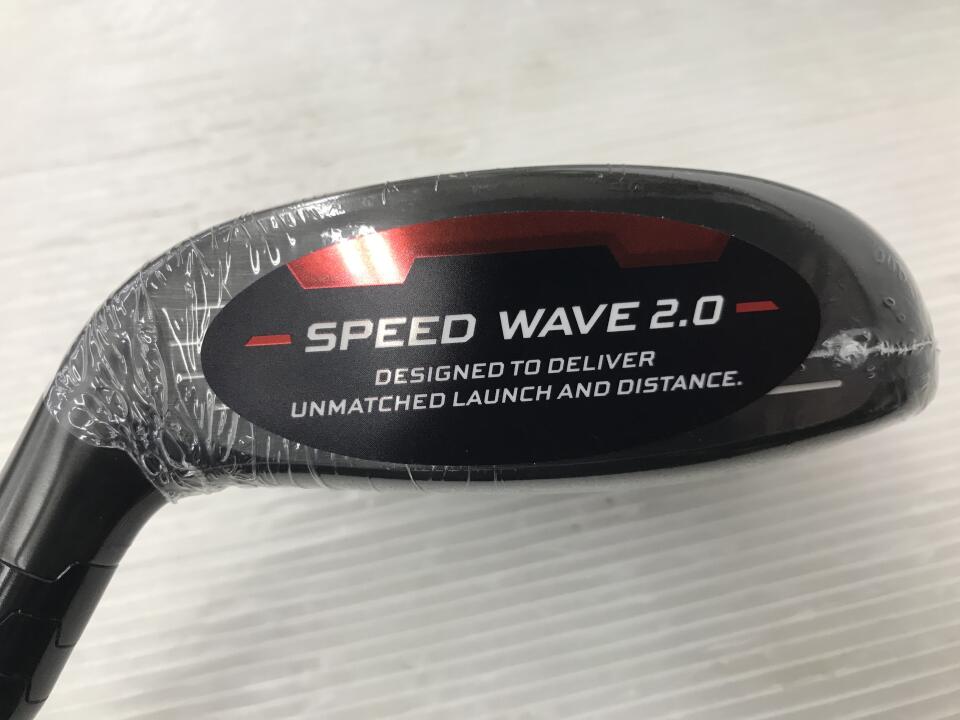 SPEED WAVE 2.0
DESIGNED TO DELIVER
UNMATCHED LAUNCH AND DISTANCE.